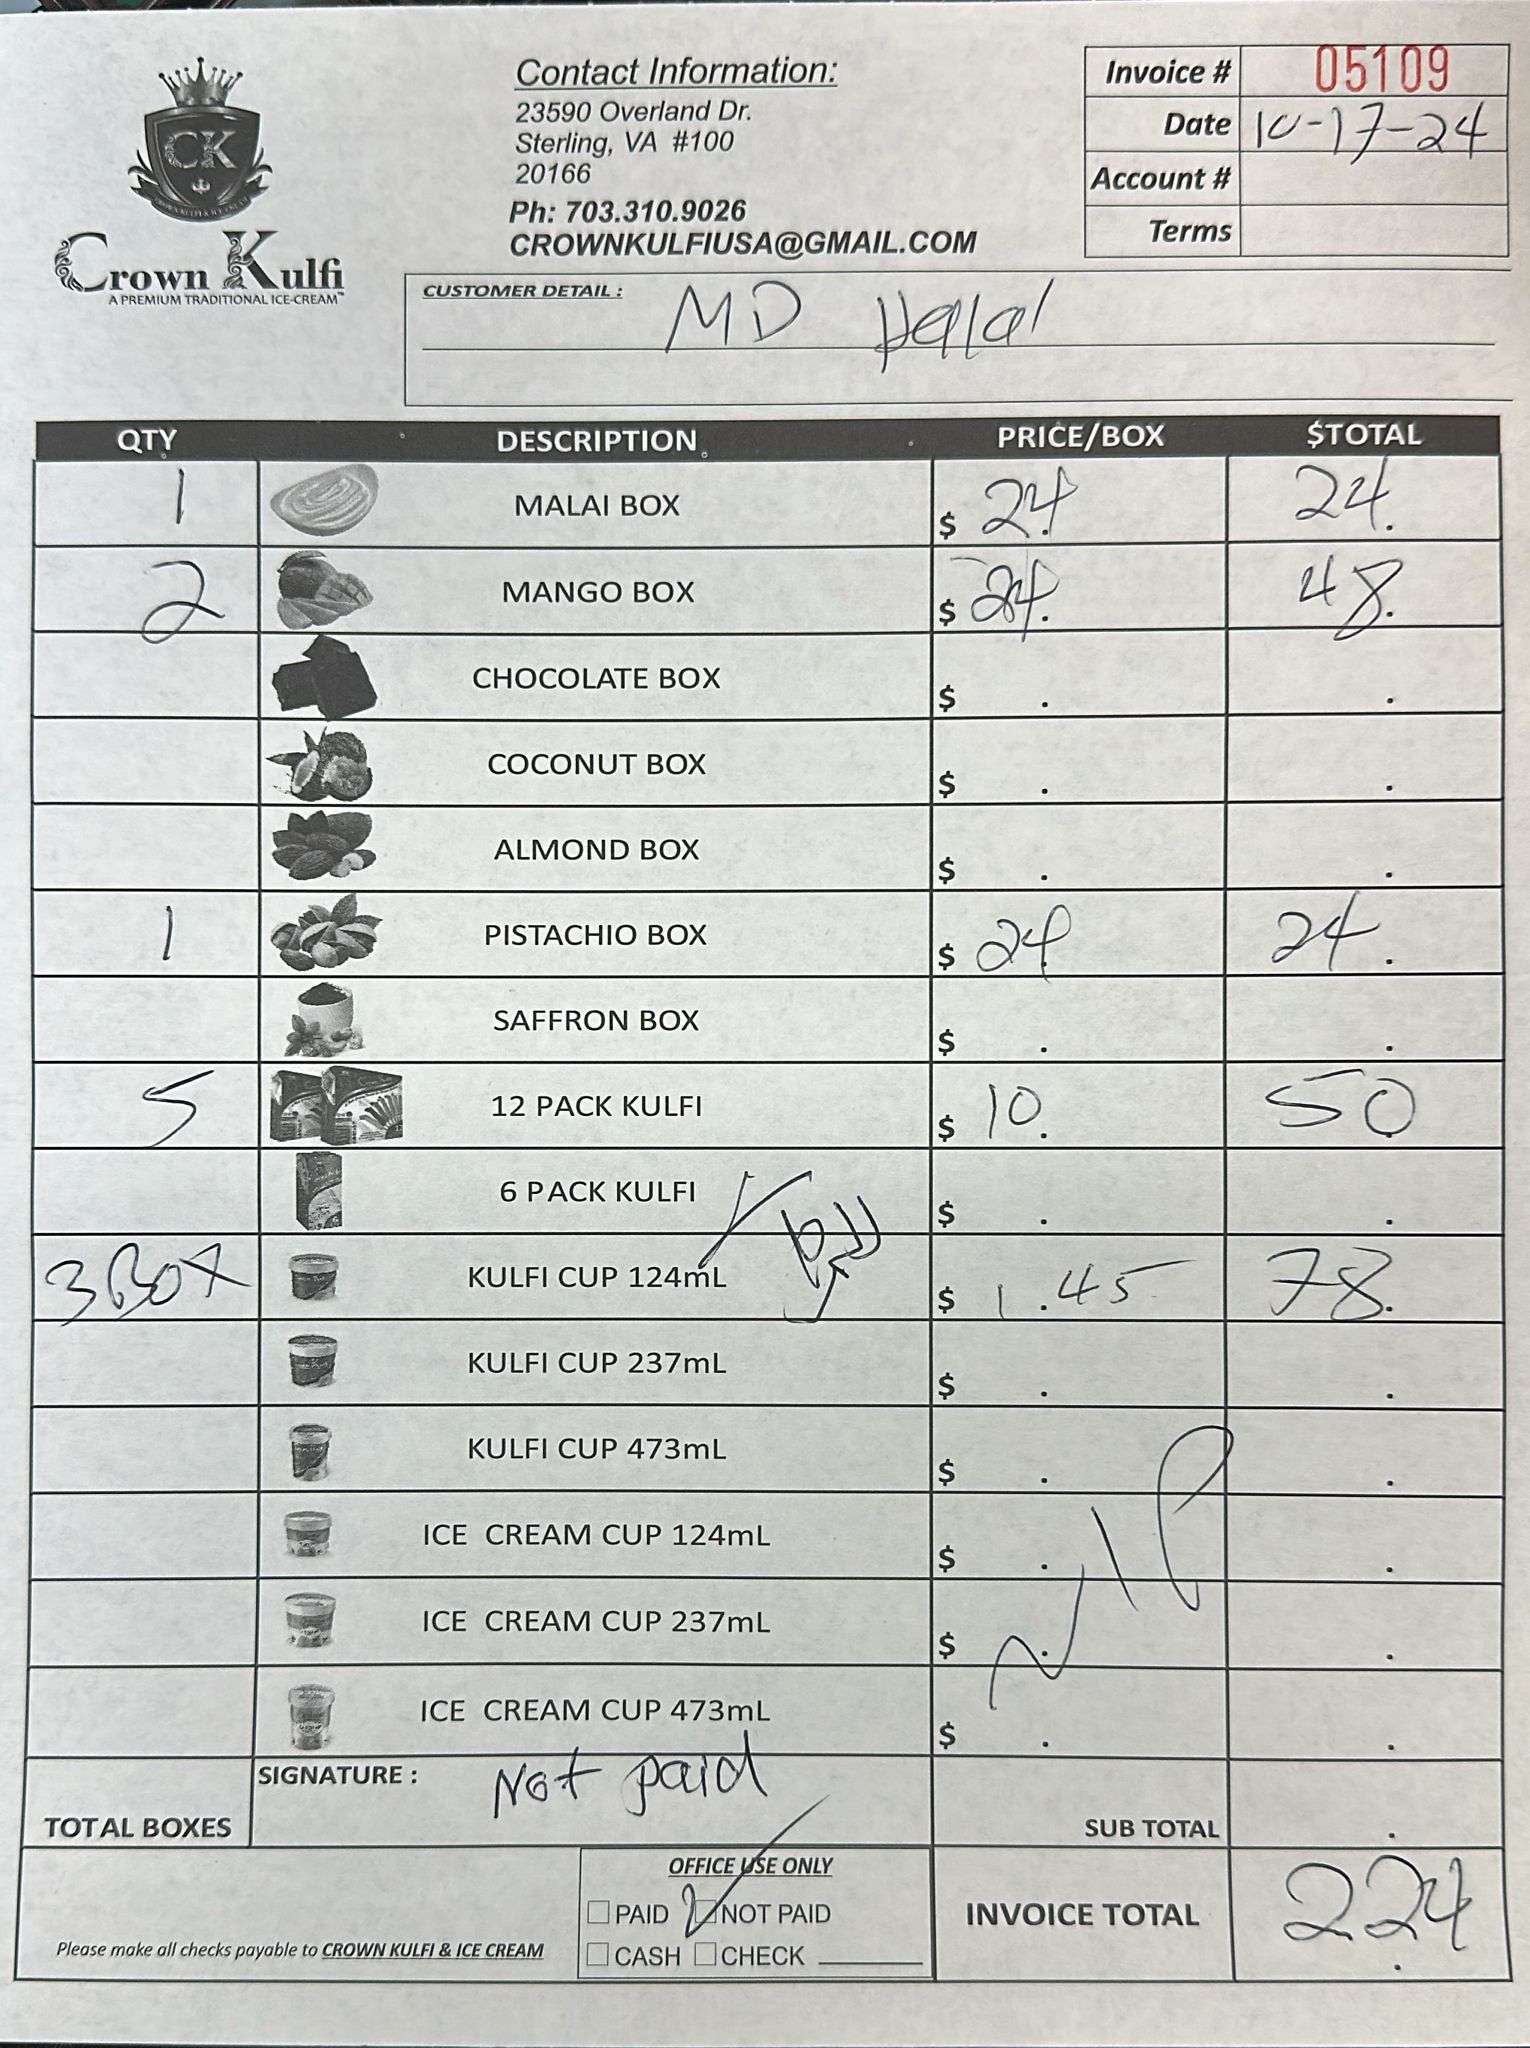 CK
Crown Kulfi
A PREMIUM TRADITIONAL ICE-CREAM™
Contact Information:
23590 Overland Dr.
Sterling, VA #100
20166
Ph: 703.310.9026
CROWNKULFIUSA@GMAIL.COM
Invoice # 05109
Date 10-17-24
Account #
Terms
CUSTOMER DETAIL : MD Halal
QTY DESCRIPTION PRICE/BOX $TOTAL
1 MALAI BOX $ 24. 24.
2 MANGO BOX $ 24. 48.
CHOCOLATE BOX $ . .
COCONUT BOX $ . .
ALMOND BOX $ . .
1 PISTACHIO BOX $ 24. 24.
SAFFRON BOX $ . .
5 12 PACK KULFI $ 10. 50
6 PACK KULFI $ . .
3 BOX KULFI CUP 124mL $ 1.45 78.
KULFI CUP 237mL $ . .
KULFI CUP 473mL $ . .
ICE CREAM CUP 124mL $ . .
ICE CREAM CUP 237mL $ . .
ICE CREAM CUP 473mL $ . .
SIGNATURE : Not paid
TOTAL BOXES SUB TOTAL .
OFFICE USE ONLY
PAID NOT PAID
CASH CHECK
INVOICE TOTAL 224.
Please make all checks payable to CROWN KULFI & ICE CREAM